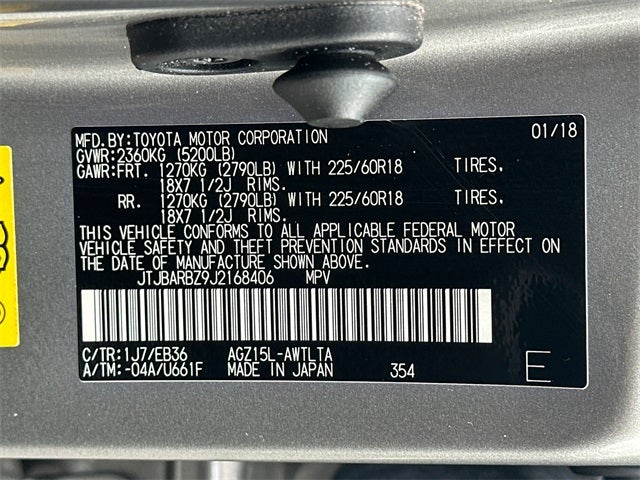 MFD.BY:TOYOTA MOTOR CORPORATION 01/18
GVWR:2360KG (5200LB)
GAWR:FRT. 1270KG (2790LB) WITH 225/60R18 TIRES,
18X7 1/2J RIMS.
RR. 1270KG (2790LB) WITH 225/60R18 TIRES,
18X7 1/2J RIMS.
THIS VEHICLE CONFORMS TO ALL APPLICABLE FEDERAL MOTOR
VEHICLE SAFETY AND THEFT PREVENTION STANDARDS IN EFFECT ON
THE DATE OF MANUFACTURE SHOWN ABOVE.
JTJBARBZ9J2168406 MPV
C/TR:1J7/EB36 AGZ15L-AWTLTA
A/TM:-04A/U661F MADE IN JAPAN 354 E